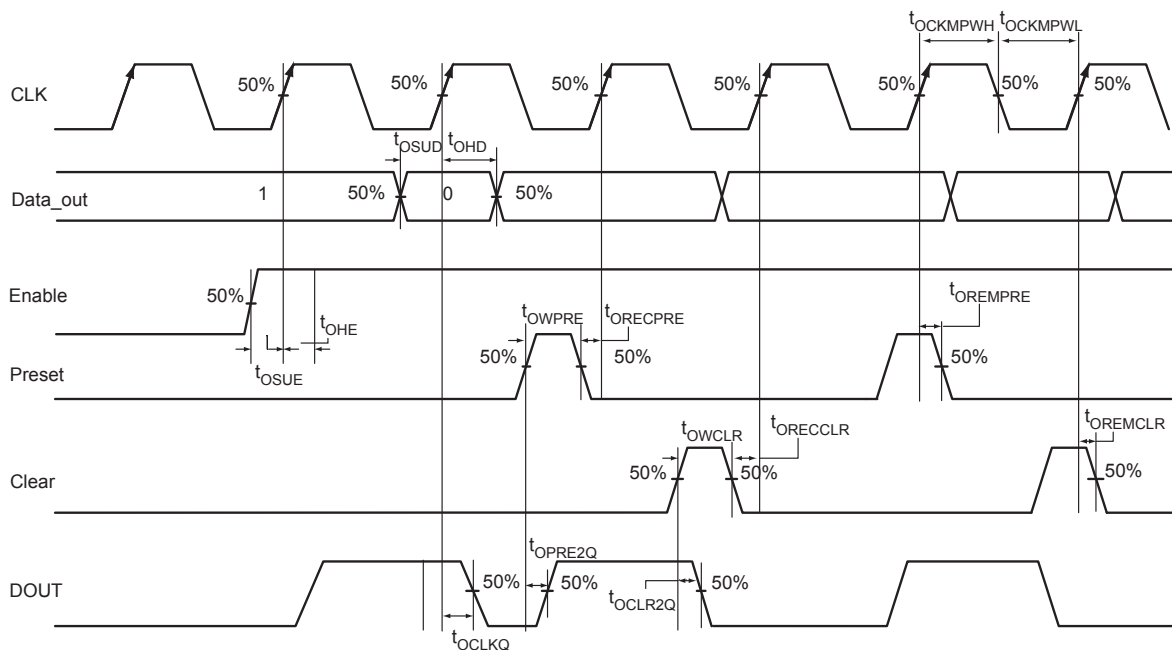 tOCKMPWH tOCKMPWL
CLK 50% 50% 50% 50% 50% 50% 50%
tOSUD tOHD
Data_out 1 50% 0 50%
Enable 50%
tOHE tOWPRE tORECPRE tOREMPRE
Preset tOSUE 50% 50% 50%
tOWCLR tORECCLR tOREMCLR
Clear 50% 50% 50%
tOPRE2Q
DOUT 50% 50% tOCLR2Q 50%
tOCLKQ